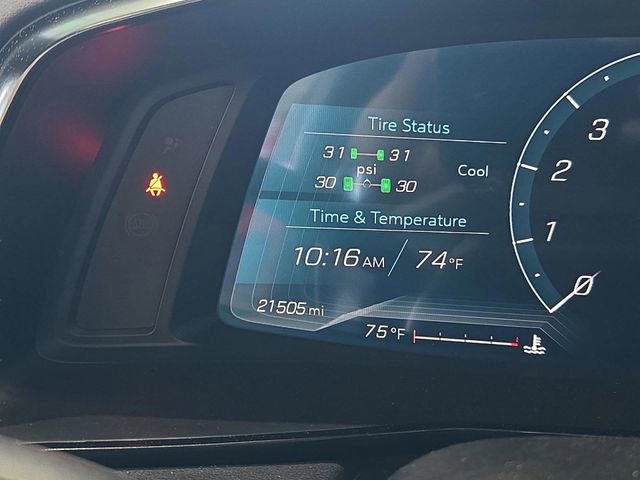 Tire Status
31 31
psi
Cool
30 30
Time & Temperature
10:16 AM / 74°F
21505 mi
75°F
3
2
1
0